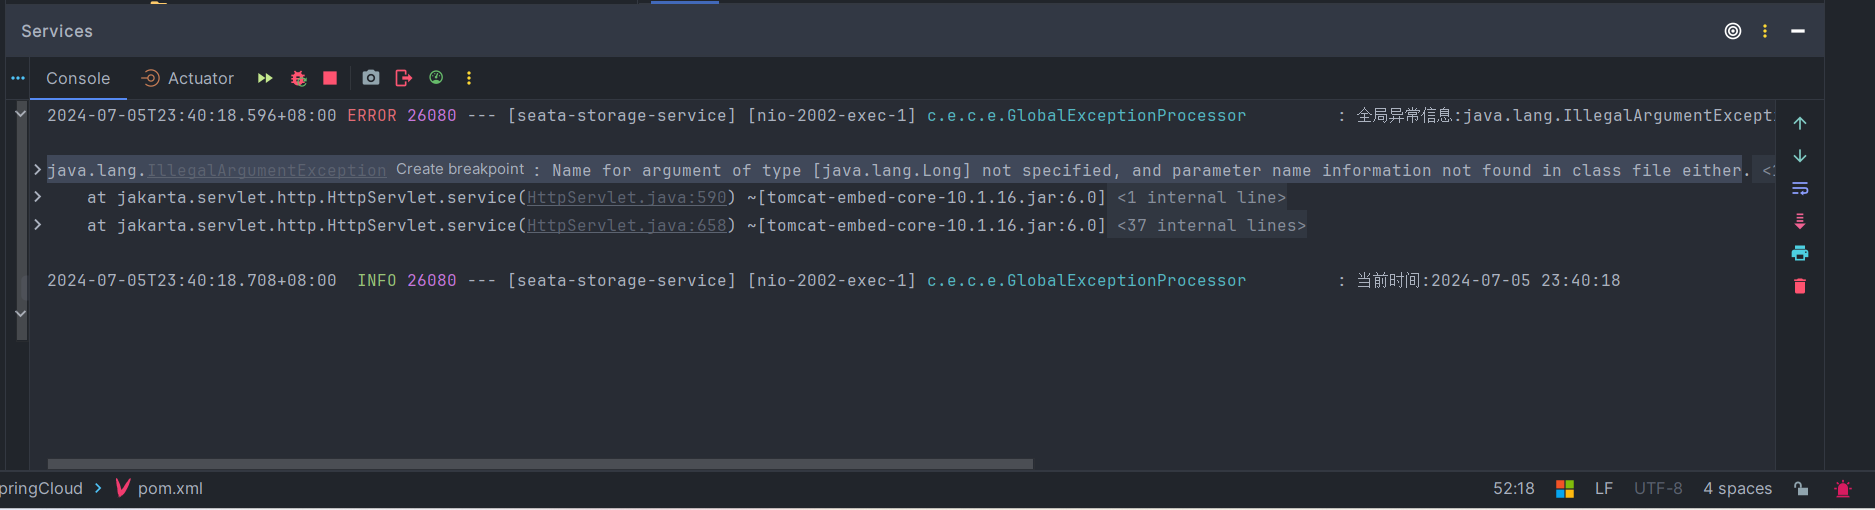 Services
Console Actuator
2024-07-05T23:40:18.596+08:00 ERROR 26080 --- [seata-storage-service] [nio-2002-exec-1] c.e.c.e.GlobalExceptionProcessor : 全局异常信息:java.lang.IllegalArgumentExcepti
java.lang.IllegalArgumentException Create breakpoint : Name for argument of type [java.lang.Long] not specified, and parameter name information not found in class file either. <1
at jakarta.servlet.http.HttpServlet.service(HttpServlet.java:590) ~[tomcat-embed-core-10.1.16.jar:6.0] <1 internal line>
at jakarta.servlet.http.HttpServlet.service(HttpServlet.java:658) ~[tomcat-embed-core-10.1.16.jar:6.0] <37 internal lines>
2024-07-05T23:40:18.708+08:00 INFO 26080 --- [seata-storage-service] [nio-2002-exec-1] c.e.c.e.GlobalExceptionProcessor : 当前时间:2024-07-05 23:40:18
pringCloud > pom.xml 52:18 LF UTF-8 4 spaces